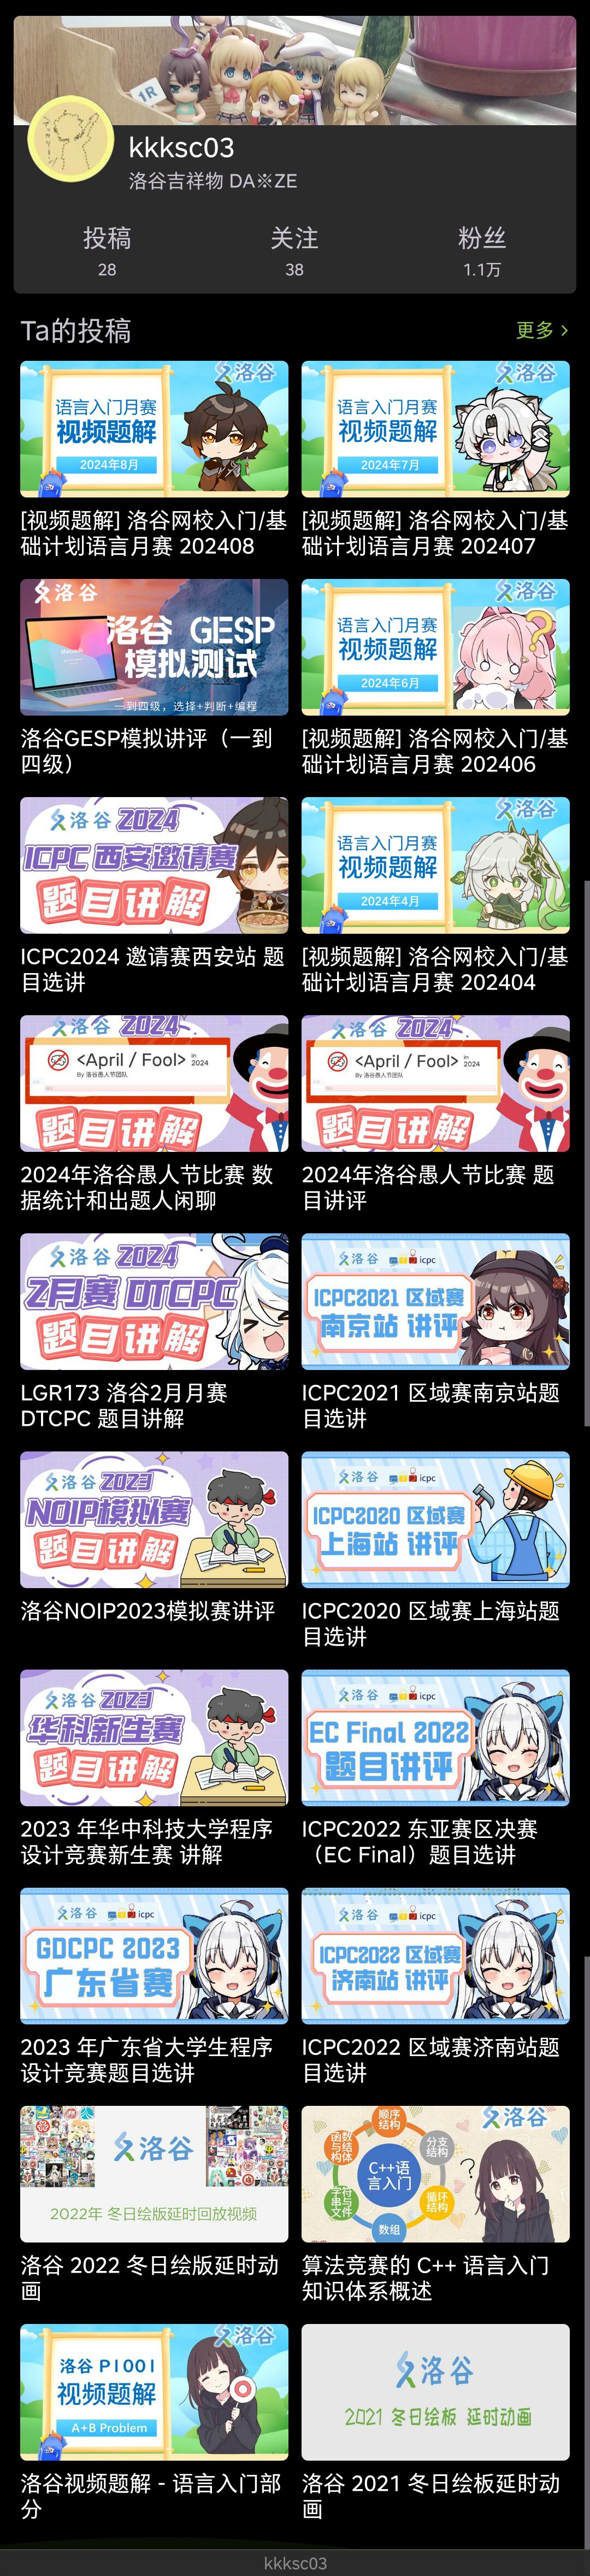 1R
kkksc03
洛谷吉祥物 DA※ZE
投稿 关注 粉丝
28 38 1.1万
Ta的投稿 更多
洛谷
语言入门月赛
视频题解
2024年8月
洛谷
语言入门月赛
视频题解
2024年7月
[视频题解] 洛谷网校入门/基
础计划语言月赛 202408
[视频题解] 洛谷网校入门/基
础计划语言月赛 202407
洛谷
洛谷 GESP
模拟测试
一到四级，选择+判断+编程
洛谷
语言入门月赛
视频题解
2024年6月
洛谷GESP模拟讲评（一到
四级）
[视频题解] 洛谷网校入门/基
础计划语言月赛 202406
洛谷 2024
ICPC 西安邀请赛
题目讲解
洛谷
语言入门月赛
视频题解
2024年4月
ICPC2024 邀请赛西安站 题
目选讲
[视频题解] 洛谷网校入门/基
础计划语言月赛 202404
洛谷 2024
<April / Fool> in 2024
By 洛谷愚人节团队
题目讲解
洛谷 2024
<April / Fool> in 2024
By 洛谷愚人节团队
题目讲解
2024年洛谷愚人节比赛 数
据统计和出题人闲聊
2024年洛谷愚人节比赛 题
目讲评
洛谷 2024
2月赛 DTCPC
题目讲解
洛谷 icpc
ICPC2021 区域赛
南京站 讲评
LGR173 洛谷2月月赛
DTCPC 题目讲解
ICPC2021 区域赛南京站题
目选讲
洛谷 2023
NOIP模拟赛
题目讲解
洛谷 icpc
ICPC2020 区域赛
上海站 讲评
洛谷NOIP2023模拟赛讲评
ICPC2020 区域赛上海站题
目选讲
洛谷 2023
华科新生赛
题目讲解
洛谷 icpc
EC Final 2022
题目讲评
2023 年华中科技大学程序
设计竞赛新生赛 讲解
ICPC2022 东亚赛区决赛
（EC Final）题目选讲
洛谷 icpc
GDCPC 2023
广东省赛
洛谷 icpc
ICPC2022 区域赛
济南站 讲评
2023 年广东省大学生程序
设计竞赛题目选讲
ICPC2022 区域赛济南站题
目选讲
洛谷
2022年 冬日绘版延时回放视频
洛谷
顺序结构
函数与结构体
分支结构
C++语言入门
字符串与文件
循环结构
数组
洛谷 2022 冬日绘版延时动
画
算法竞赛的 C++ 语言入门
知识体系概述
洛谷
洛谷 P1001
视频题解
A+B Problem
洛谷
2021 冬日绘板 延时动画
洛谷视频题解 - 语言入门部
分
洛谷 2021 冬日绘板延时动
画
kkksc03